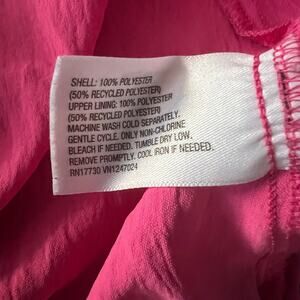 SHELL: 100% POLYESTER
(50% RECYCLED POLYESTER)
UPPER LINING: 100% POLYESTER
(50% RECYCLED POLYESTER)
MACHINE WASH COLD SEPARATELY.
GENTLE CYCLE. ONLY NON-CHLORINE
BLEACH IF NEEDED. TUMBLE DRY LOW.
REMOVE PROMPTLY. COOL IRON IF NEEDED.
RN17730 VN1247024